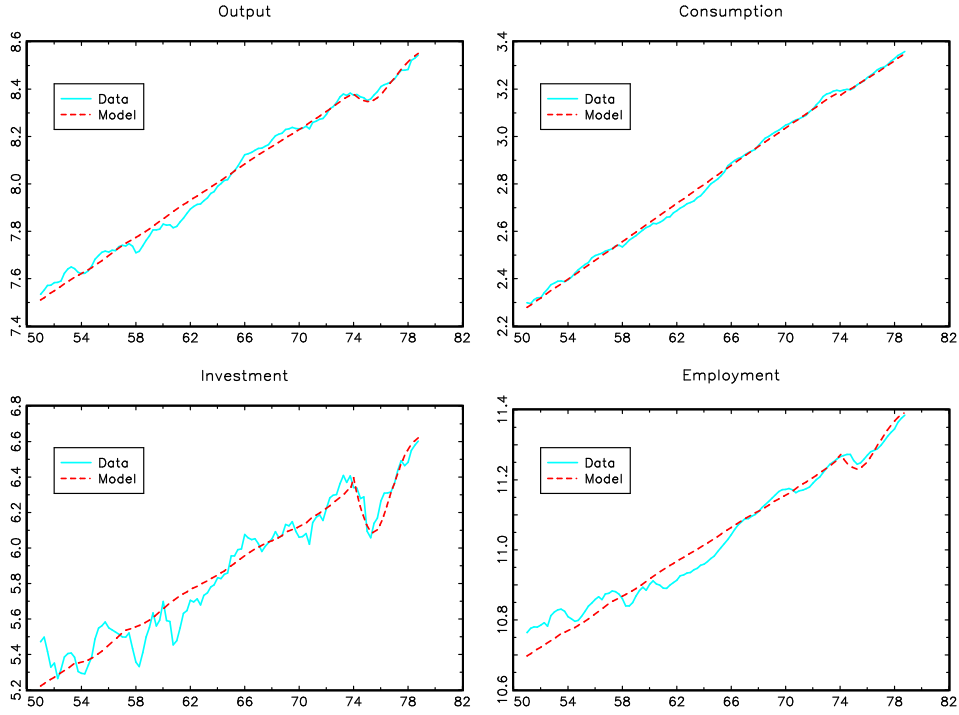 Output
8.6
8.4
8.2
8.0
7.8
7.6
7.4
Data
Model
50 54 58 62 66 70 74 78 82
Consumption
3.4
3.2
3.0
2.8
2.6
2.4
2.2
Data
Model
50 54 58 62 66 70 74 78 82
Investment
6.8
6.6
6.4
6.2
6.0
5.8
5.6
5.4
5.2
Data
Model
50 54 58 62 66 70 74 78 82
Employment
11.4
11.2
11.0
10.8
10.6
Data
Model
50 54 58 62 66 70 74 78 82